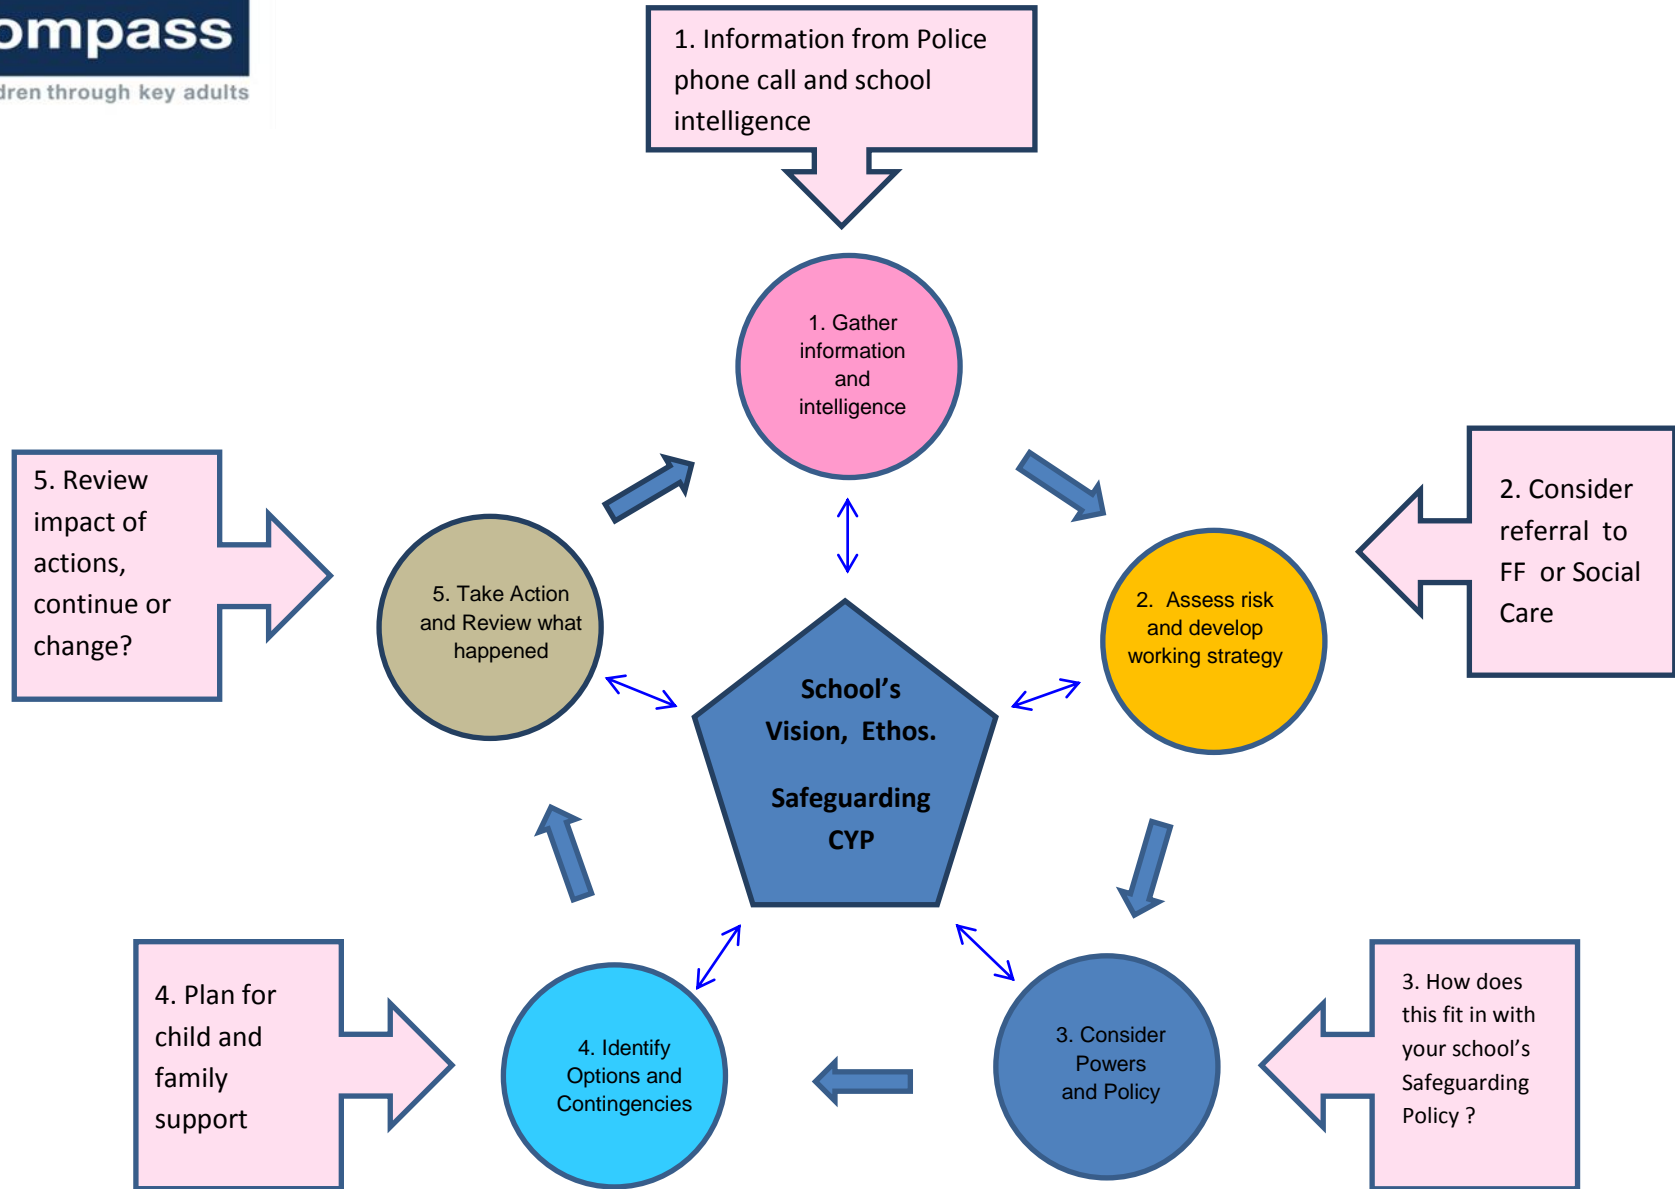 ompass
dren through key adults
1. Information from Police
phone call and school
intelligence
1. Gather
information
and
intelligence
5. Review
impact of
actions,
continue or
change?
2. Consider
referral to
FF or Social
Care
5. Take Action
and Review what
happened
2. Assess risk
and develop
working strategy
School’s
Vision, Ethos.
Safeguarding
CYP
4. Plan for
child and
family
support
4. Identify
Options and
Contingencies
3. Consider
Powers
and Policy
3. How does
this fit in with
your school’s
Safeguarding
Policy ?